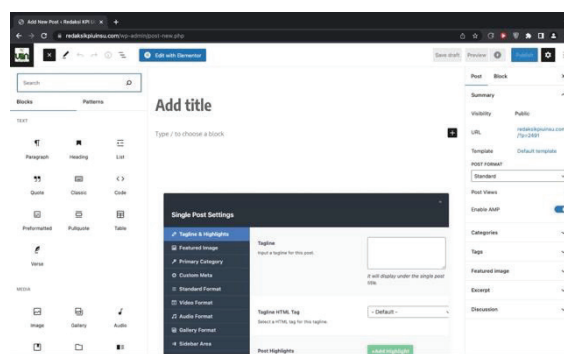 Add New Post ‹ Redaksi KPI
redaksikpiuinsu.com/wp-admin/post-new.php
Edit with Elementor
Save draft
Preview
Publish
Search
Blocks
Patterns
TEXT
Paragraph
Heading
List
Quote
Classic
Code
Preformatted
Pullquote
Table
Verse
MEDIA
Image
Gallery
Audio
Add title
Type / to choose a block
Single Post Settings
Tagline & Highlights
Featured Image
Primary Category
Custom Meta
Standard Format
Video Format
Audio Format
Gallery Format
Sidebar Area
Tagline
Input a tagline for this post.
It will display under the single post
title.
Tagline HTML Tag
Select a HTML tag for this tagline.
- Default -
Post Highlights
+Add Highlight
Post
Block
Summary
Visibility
Public
URL
redaksikpiuinsu.com
/?p=2491
Template
Default template
POST FORMAT
Standard
Post Views
Enable AMP
Categories
Tags
Featured image
Excerpt
Discussion